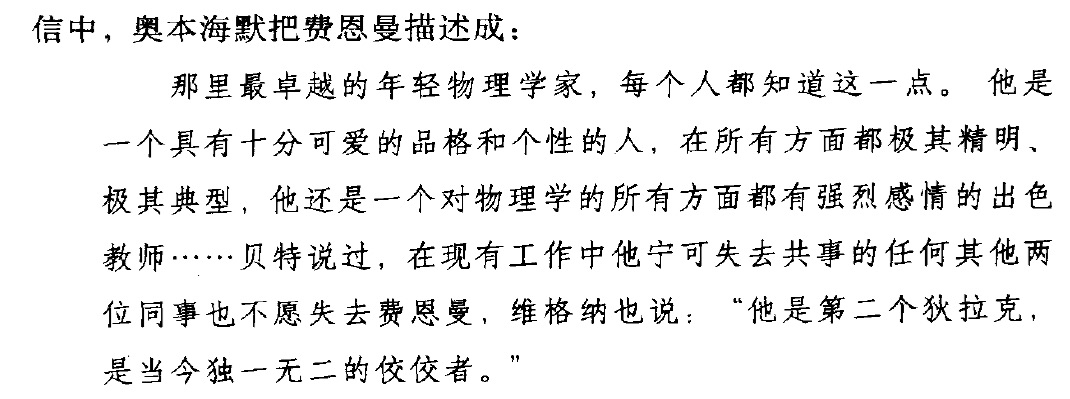 信中，奥本海默把费恩曼描述成：
那里最卓越的年轻物理学家，每个人都知道这一点。 他是
一个具有十分可爱的品格和个性的人，在所有方面都极其精明、
极其典型，他还是一个对物理学的所有方面都有强烈感情的出色
教师……贝特说过，在现有工作中他宁可失去共事的任何其他两
位同事也不愿失去费恩曼，维格纳也说：“他是第二个狄拉克，
是当今独一无二的佼佼者。”